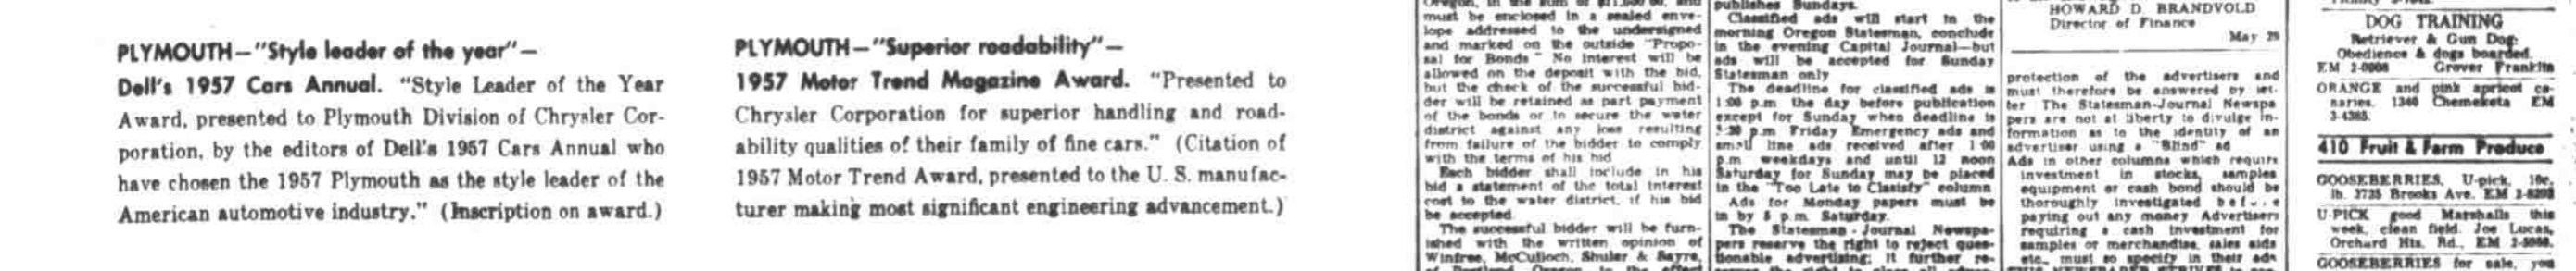 PLYMOUTH—"Style leader of the year"—
Dell's 1957 Cars Annual. "Style Leader of the Year
Award, presented to Plymouth Division of Chrysler Cor-
poration, by the editors of Dell's 1957 Cars Annual who
have chosen the 1957 Plymouth as the style leader of the
American automotive industry." (Inscription on award.)
PLYMOUTH—"Superior roadability"—
1957 Motor Trend Magazine Award. "Presented to
Chrysler Corporation for superior handling and road-
ability qualities of their family of fine cars." (Citation of
1957 Motor Trend Award, presented to the U. S. manufac-
turer making most significant engineering advancement.)
must be enclosed in a sealed enve-
lope addressed to the undersigned
and marked on the outside "Propo-
sal for Bonds" No interest will be
allowed on the deposit with the bid,
but the check of the successful bid-
der will be retained as part payment
of the bonds or to secure the water
district against any loss resulting
from failure of the bidder to comply
with the terms of his bid
Each bidder shall include in his
bid a statement of the total interest
cost to the water district, if his bid
be accepted.
The successful bidder will be furn-
ished with the written opinion of
Winfree, McCulloch, Shuler & Sayre,
publishes Sundays.
Classified ads will start in the
morning Oregon Statesman, conclude
in the evening Capital Journal—but
ads will be accepted for Sunday
Statesman only
The deadline for classified ads is
1:00 p.m the day before publication
except for Sunday when deadline is
p.m Friday Emergency ads and
small line ads received after 1:00
p.m weekdays and until 12 noon
Saturday for Sunday may be placed
in the "Too Late to Classify" column
Ads for Monday papers must be
in by 5 p.m. Saturday.
The Statesman-Journal Newspa-
pers reserve the right to reject ques-
tionable advertising; it further re-
HOWARD D. BRANDVOLD
Director of Finance
May 29
protection of the advertisers and
must therefore be answered by let-
ter The Statesman-Journal Newspa
pers are not at liberty to divulge in-
formation as to the identity of an
advertiser using a "Blind" ad
Ads in other columns which require
investment in stocks, samples
equipment or cash bond should be
thoroughly investigated
paying out any money Advertisers
requiring a cash investment for
samples or merchandise, sales aids
etc., must so specify in their ads
DOG TRAINING
Retriever & Gun Dog
Obedience & dogs boarded.
EM Grover Franklin
ORANGE and pink apricot ca-
naries. 1340 Chemeketa EM
3-4365.
410 Fruit & Farm Produce
GOOSEBERRIES, U-pick, 10c,
lb. 3735 Brooks Ave. EM
U-PICK good Marshalls this
week, clean field. Joe Lucas,
Orchard Hts. Rd., EM
GOOSEBERRIES for sale, you